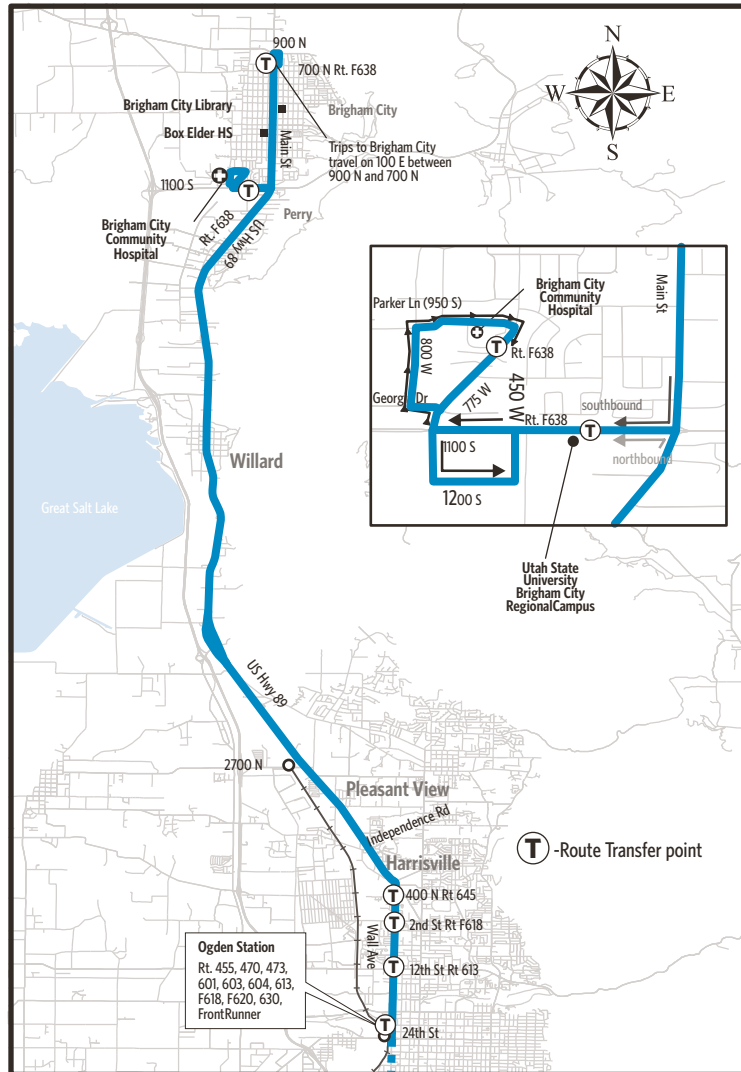 900 N
700 N Rt. F638
N
W
E
S
Brigham City Library
Brigham City
Box Elder HS
Main St
Trips to Brigham City
travel on 100 E between
900 N and 700 N
1100 S
Perry
Rt. F638
US Hwy 89
Brigham City
Community
Hospital
Main St
Brigham City
Community
Hospital
Parker Ln (950 S)
Rt. F638
800 W
775 W
450 W
Georgia Dr
Rt. F638
southbound
T
northbound
1100 S
1200 S
Willard
Great Salt Lake
Utah State
University
Brigham City
RegionalCampus
US Hwy 89
2700 N
Pleasant View
Independence Rd
T -Route Transfer point
Harrisville
T 400 N Rt 645
T 2nd St Rt F618
Wall Ave
T 12th St Rt 613
Ogden Station
Rt. 455, 470, 473,
601, 603, 604, 613,
F618, F620, 630,
FrontRunner
T
24th St
T
T
T